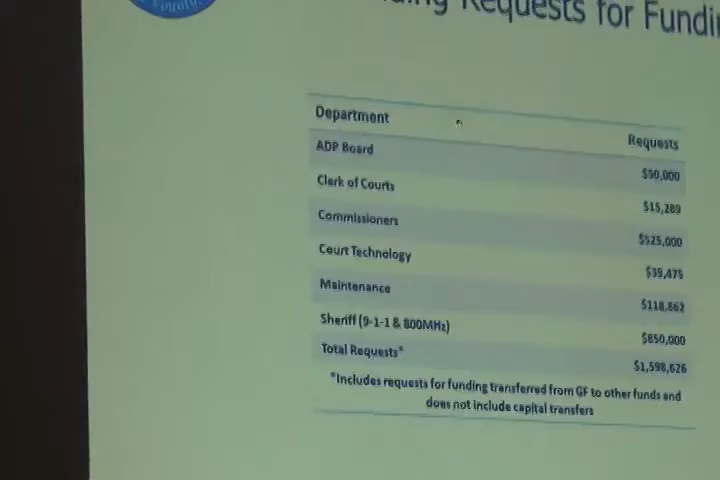 County
Requests for
Department Requests
ADP Board $50,000
Clerk of Courts $15,289
Commissioners $525,000
Court Technology $39,475
Maintenance $118,862
Sheriff (9-1-1 & 800MHz) $850,000
Total Requests* $1,598,626
*Includes requests for funding transferred from GF to other funds and
does not include capital transfers